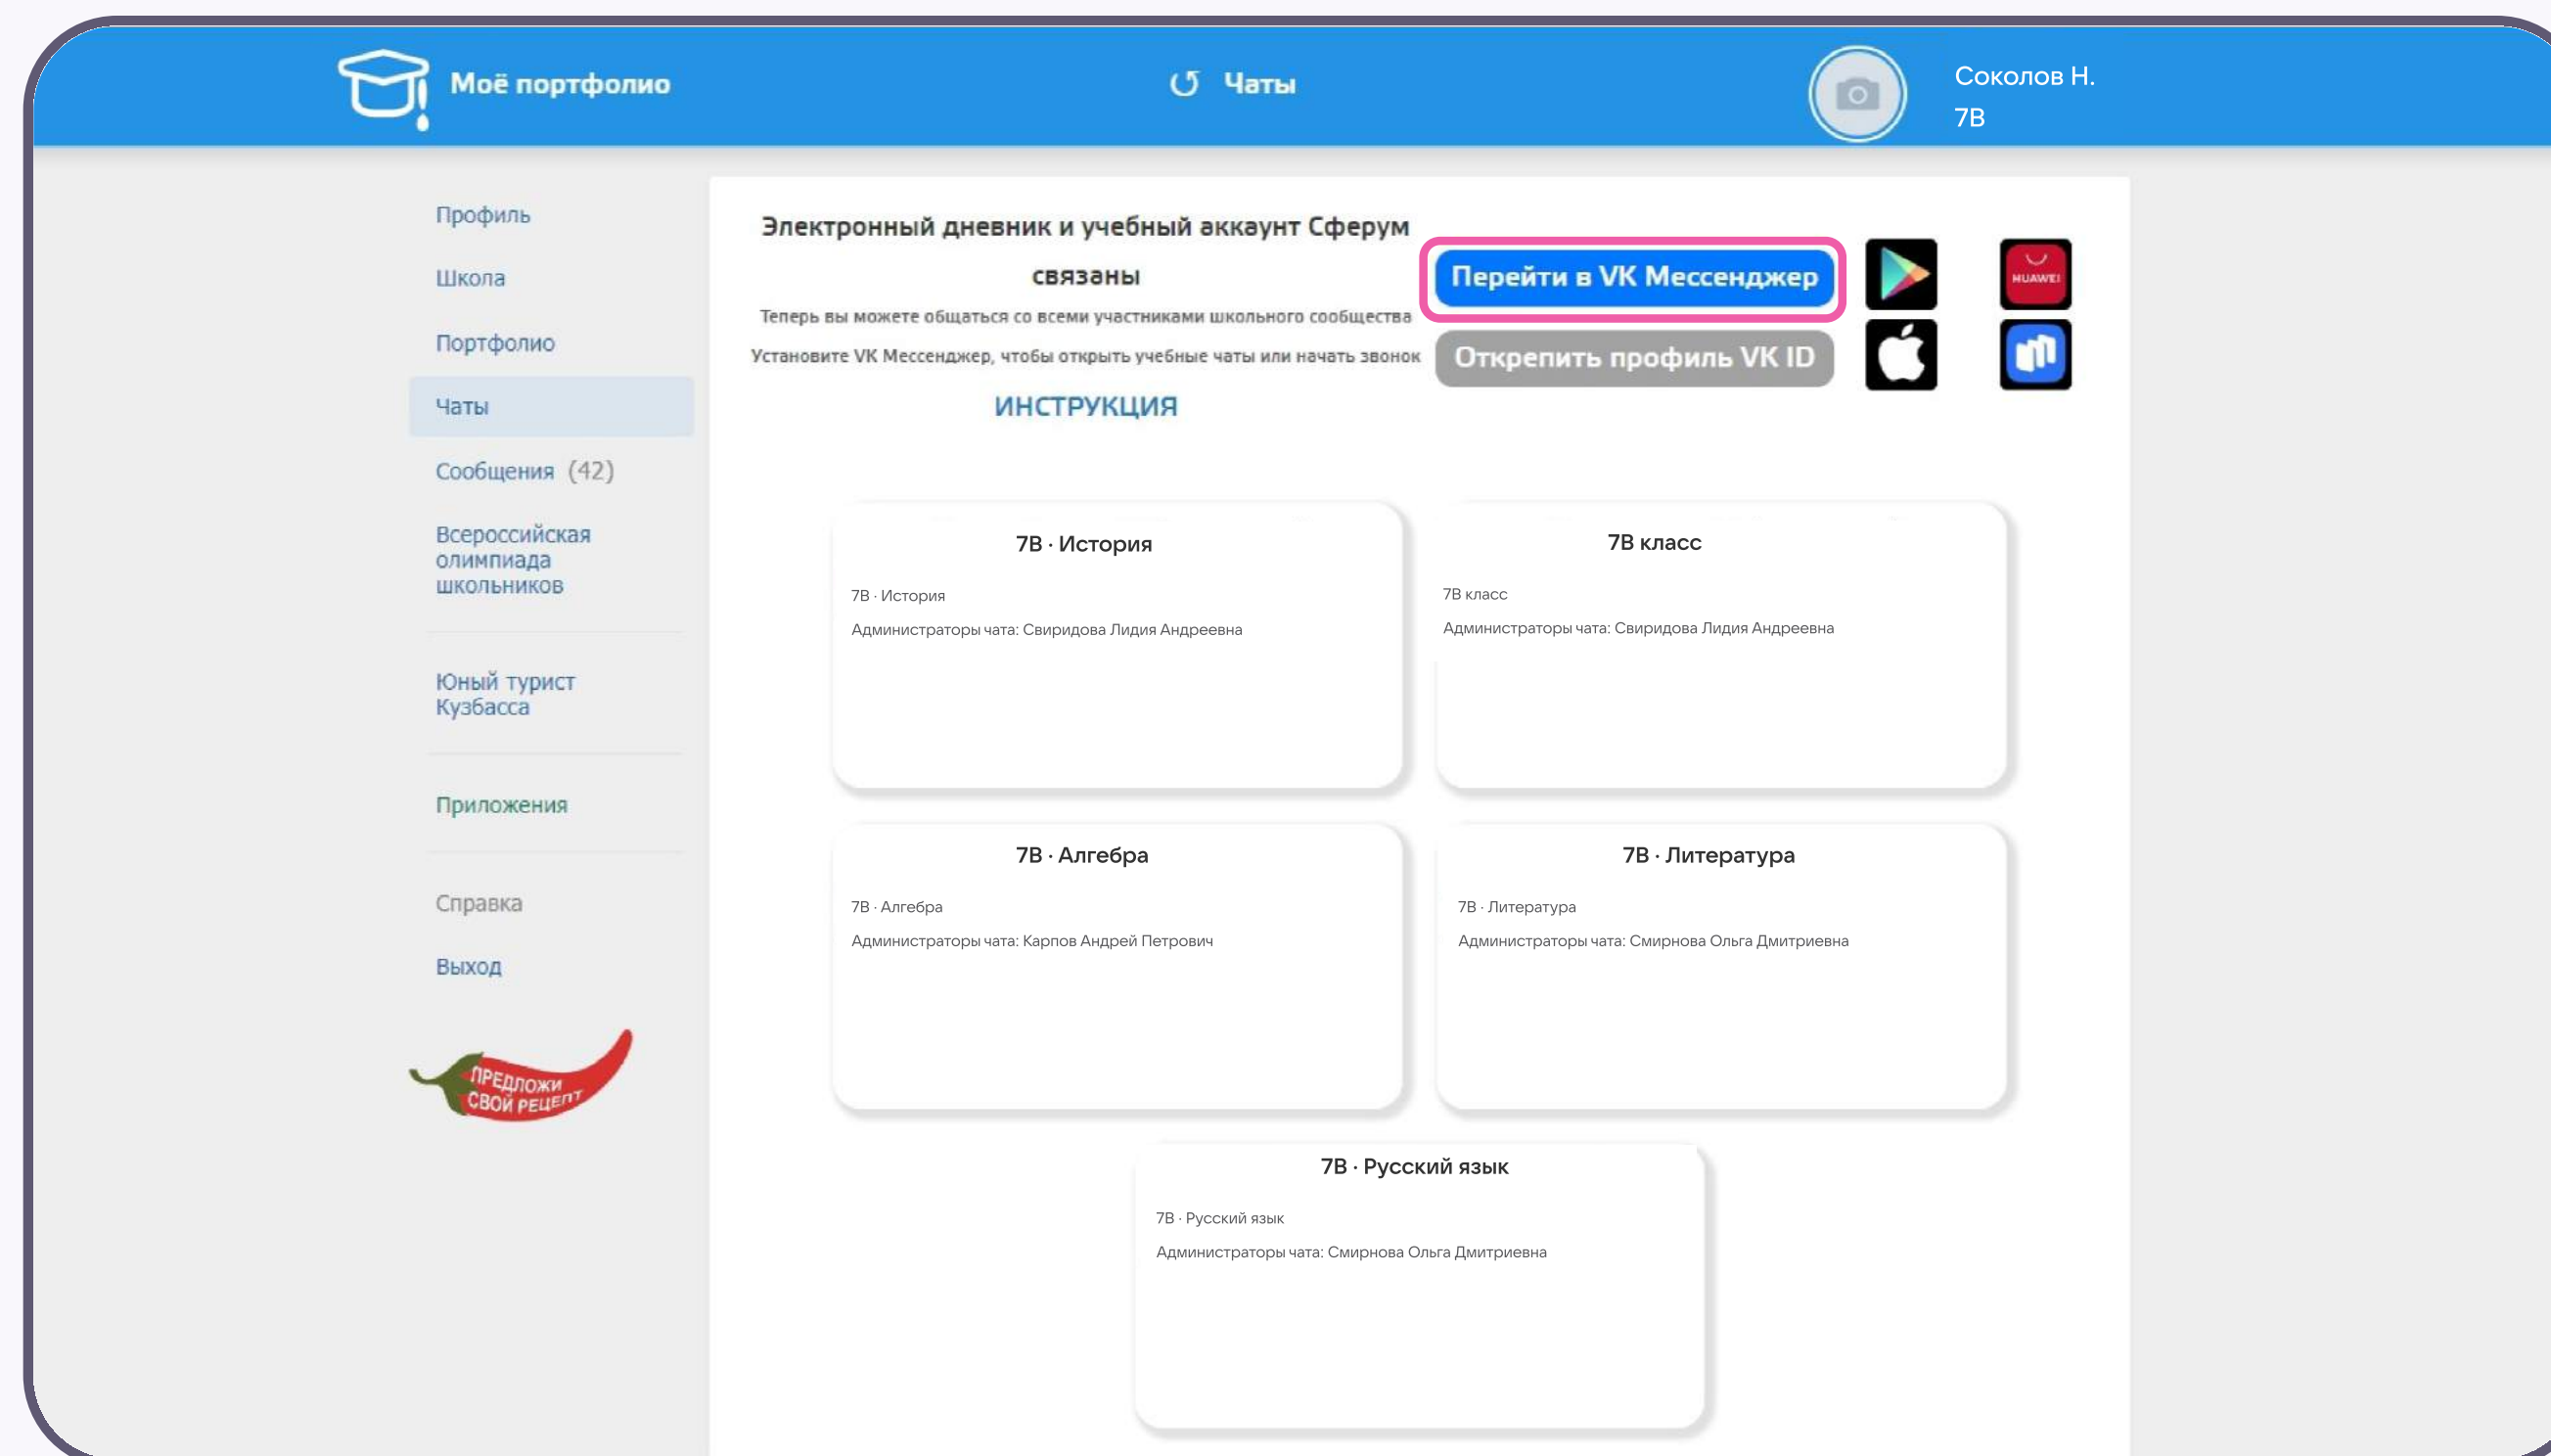 Моё портфолио
Чаты
Соколов Н.
7В
Профиль
Школа
Портфолио
Чаты
Сообщения (42)
Всероссийская
олимпиада
школьников
Юный турист
Кузбасса
Приложения
Справка
Выход
ПРЕДЛОЖИ
СВОЙ РЕЦЕПТ
Электронный дневник и учебный аккаунт Сферум
связаны
Теперь вы можете общаться со всеми участниками школьного сообщества
Установите VK Мессенджер, чтобы открыть учебные чаты или начать звонок
ИНСТРУКЦИЯ
Перейти в VK Мессенджер
Открепить профиль VK ID
HUAWEI
7В · История
7В · История
Администраторы чата: Свиридова Лидия Андреевна
7В класс
7В класс
Администраторы чата: Свиридова Лидия Андреевна
7В · Алгебра
7В · Алгебра
Администраторы чата: Карпов Андрей Петрович
7В · Литература
7В · Литература
Администраторы чата: Смирнова Ольга Дмитриевна
7В · Русский язык
7В · Русский язык
Администраторы чата: Смирнова Ольга Дмитриевна